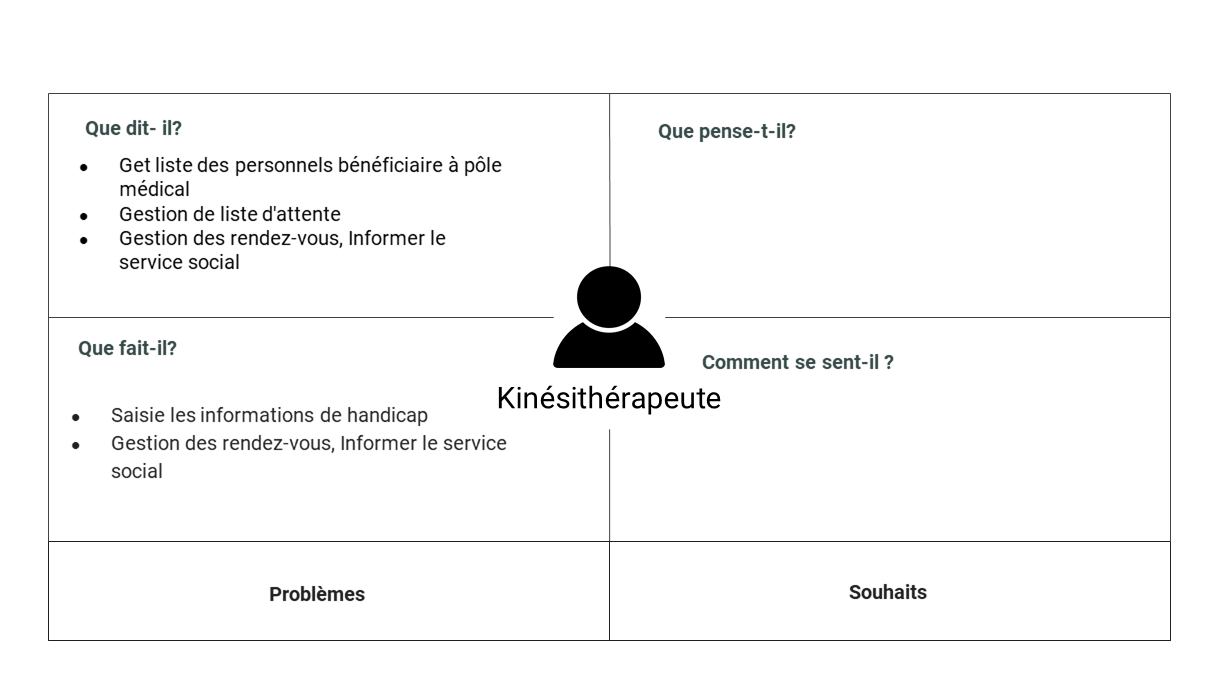 Que dit- il?
● Get liste des personnels bénéficiaire à pôle
médical
● Gestion de liste d'attente
● Gestion des rendez-vous, Informer le
service social
Que pense-t-il?
Que fait-il?
● Saisie les informations de handicap
● Gestion des rendez-vous, Informer le service
social
Comment se sent-il ?
Kinésithérapeute
Problèmes
Souhaits